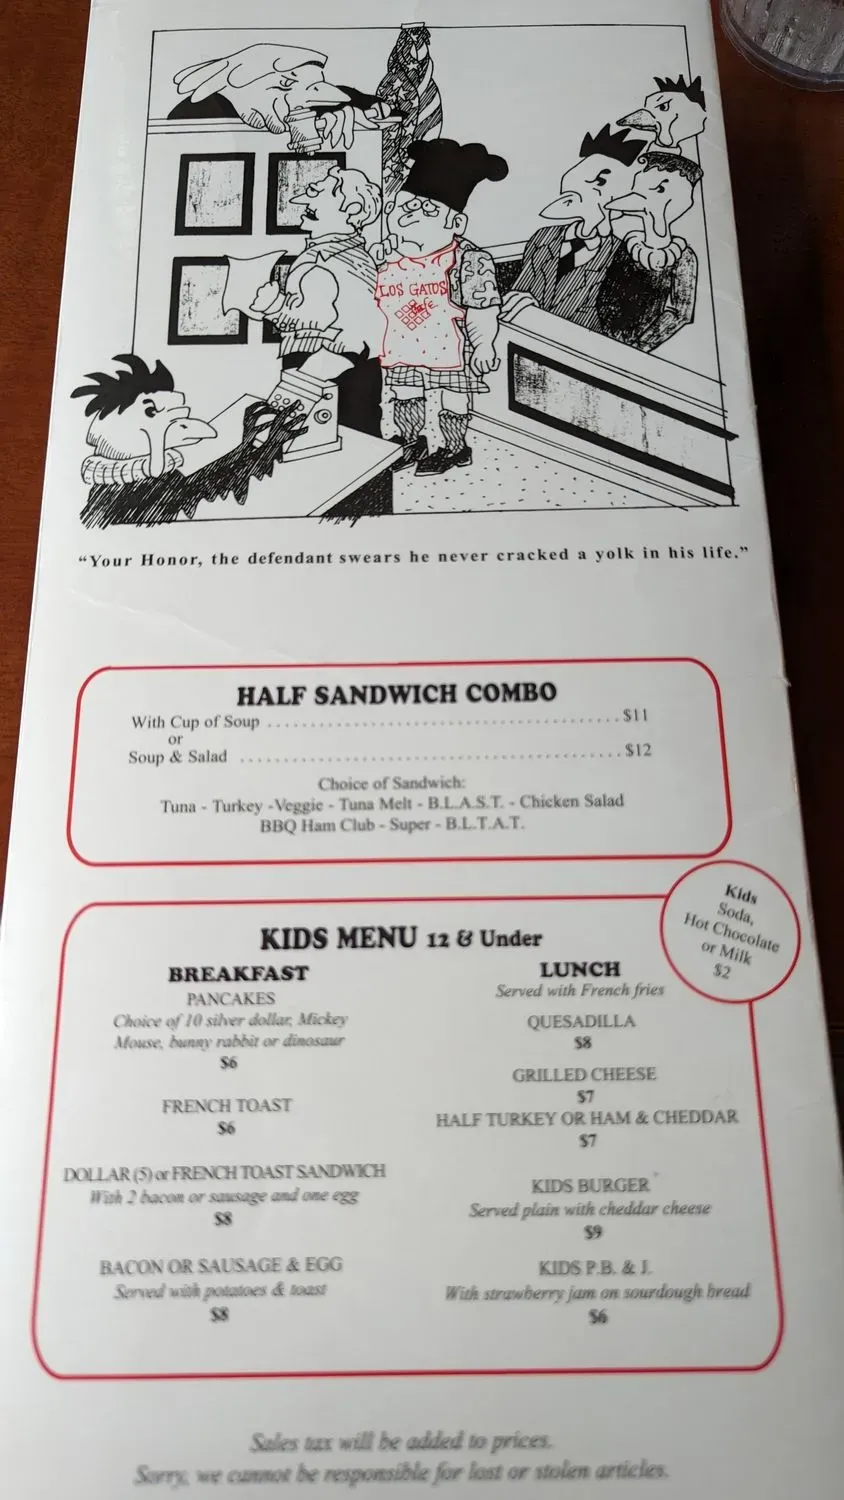 LOS GATOS
Cafe
“Your Honor, the defendant swears he never cracked a yolk in his life.”
HALF SANDWICH COMBO
With Cup of Soup ........................................ $11
or
Soup & Salad ........................................... $12
Choice of Sandwich:
Tuna - Turkey -Veggie - Tuna Melt - B.L.A.S.T. - Chicken Salad
BBQ Ham Club - Super - B.L.T.A.T.
Kids
Soda,
Hot Chocolate
or Milk
$2
KIDS MENU 12 & Under
BREAKFAST
PANCAKES
Choice of 10 silver dollar, Mickey
Mouse, bunny rabbit or dinosaur
$6
FRENCH TOAST
$6
DOLLAR (5) or FRENCH TOAST SANDWICH
With 2 bacon or sausage and one egg
$8
BACON OR SAUSAGE & EGG
Served with potatoes & toast
$8
LUNCH
Served with French fries
QUESADILLA
$8
GRILLED CHEESE
$7
HALF TURKEY OR HAM & CHEDDAR
$7
KIDS BURGER
Served plain with cheddar cheese
$9
KIDS P.B. & J.
With strawberry jam on sourdough bread
$6
Sales tax will be added to prices.
Sorry, we cannot be responsible for lost or stolen articles.